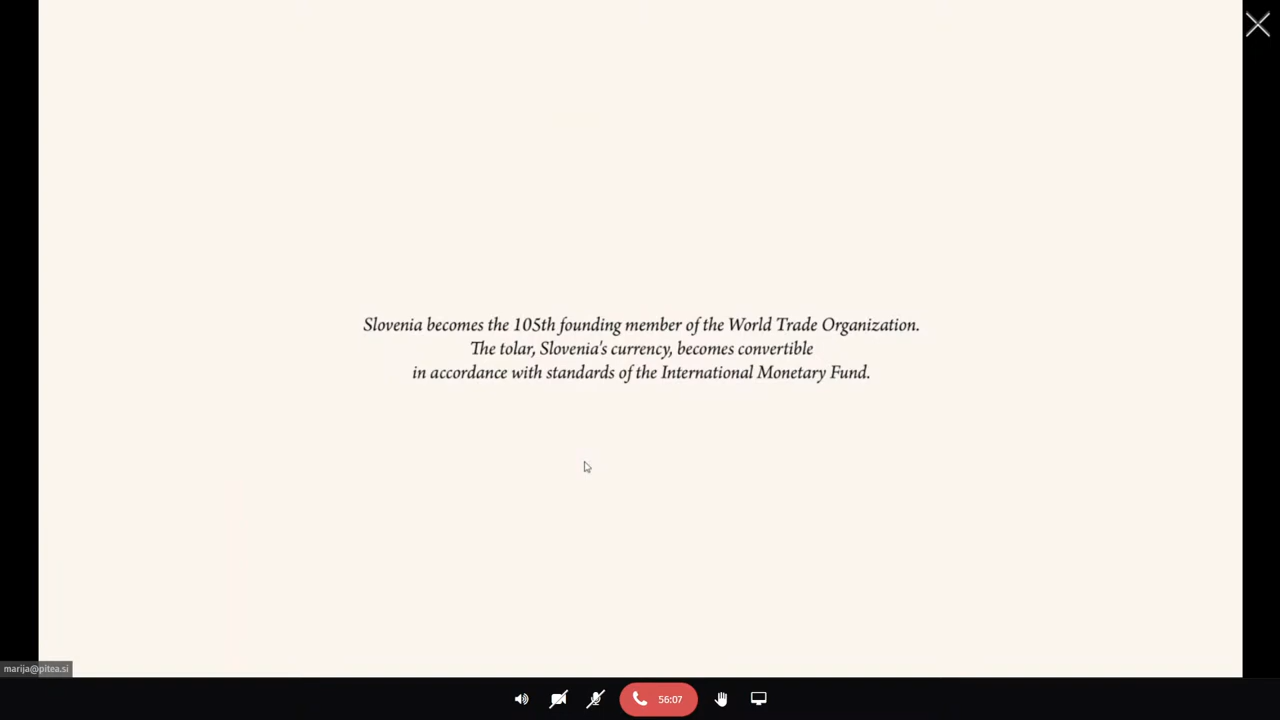 Slovenia becomes the 105th founding member of the World Trade Organization.
The tolar, Slovenia's currency, becomes convertible
in accordance with standards of the International Monetary Fund.
marija@pitea.si
56:07